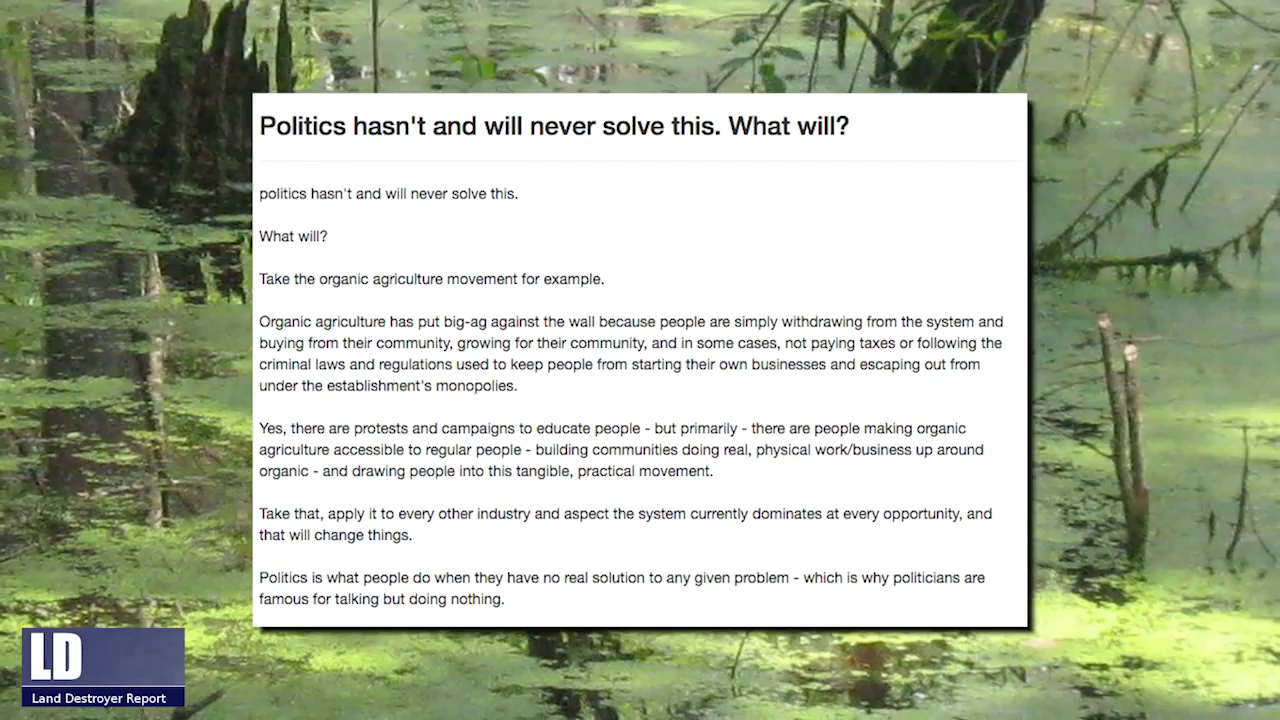 Politics hasn't and will never solve this. What will?
politics hasn't and will never solve this.
What will?
Take the organic agriculture movement for example.
Organic agriculture has put big-ag against the wall because people are simply withdrawing from the system and
buying from their community, growing for their community, and in some cases, not paying taxes or following the
criminal laws and regulations used to keep people from starting their own businesses and escaping out from
under the establishment's monopolies.
Yes, there are protests and campaigns to educate people - but primarily - there are people making organic
agriculture accessible to regular people - building communities doing real, physical work/business up around
organic - and drawing people into this tangible, practical movement.
Take that, apply it to every other industry and aspect the system currently dominates at every opportunity, and
that will change things.
Politics is what people do when they have no real solution to any given problem - which is why politicians are
famous for talking but doing nothing.
LD
Land Destroyer Report